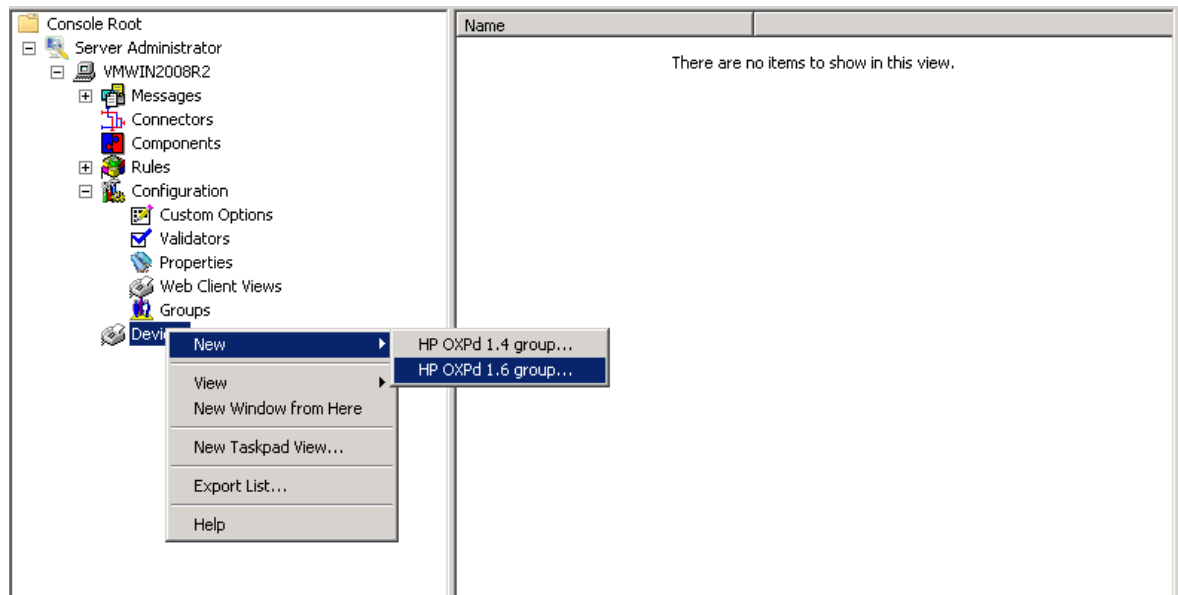 Console Root
Name
Server Administrator
There are no items to show in this view.
VMWIN2008R2
Messages
Connectors
Components
Rules
Configuration
Custom Options
Validators
Properties
Web Client Views
Groups
New
HP OXPd 1.4 group...
HP OXPd 1.6 group...
View
New Window from Here
New Taskpad View...
Export List...
Help